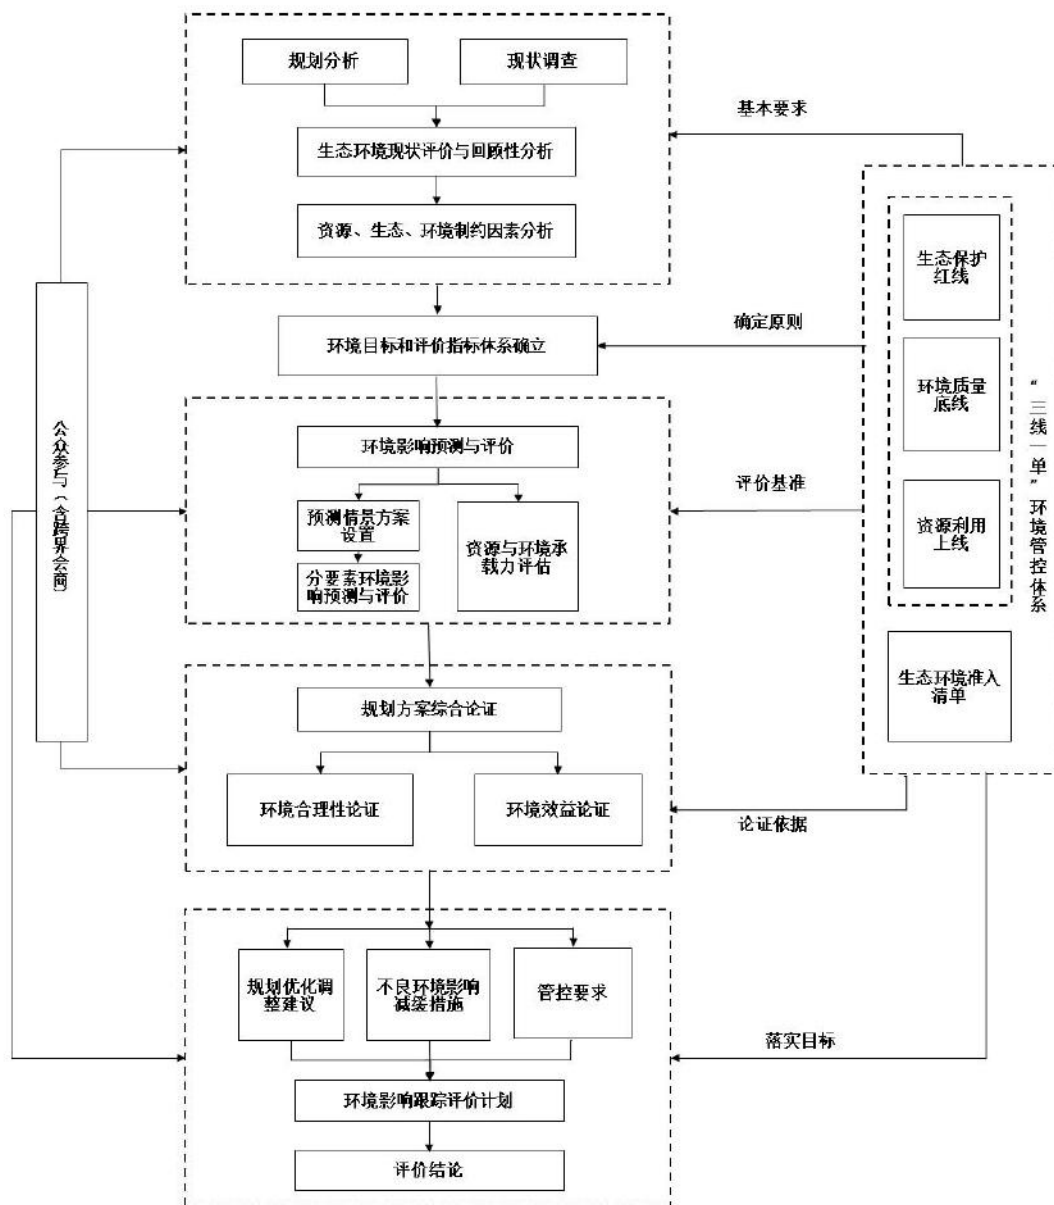 规划分析
现状调查
基本要求
生态环境现状评价与回顾性分析
资源、生态、环境制约因素分析
生态保护
红线
环境目标和评价指标体系确立
确定原则
环境质量
底线
“三线一单”环境管控体系
公众参与（含跨界会商）
环境影响预测与评价
预测情景方案
设置
资源与环境承
载力评估
分要素环境影
响预测与评价
评价基准
资源利用
上线
生态环境准入
清单
规划方案综合论证
环境合理性论证
环境效益论证
论证依据
规划优化调
整建议
不良环境影响
减缓措施
管控要求
落实目标
环境影响跟踪评价计划
评价结论